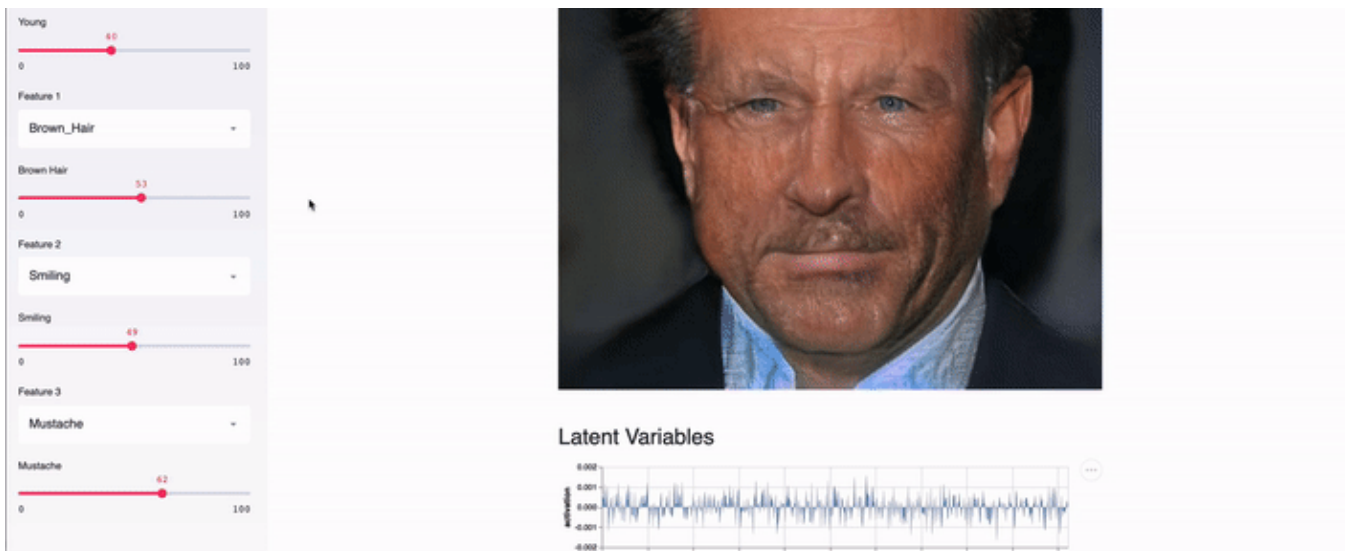 Young
40
0 100
Feature 1
Brown_Hair
Brown Hair
53
0 100
Feature 2
Smiling
Smiling
49
0 100
Feature 3
Mustache
Mustache
62
0 100
Latent Variables
0.002
0.001
0.000
-0.001
-0.002
activation